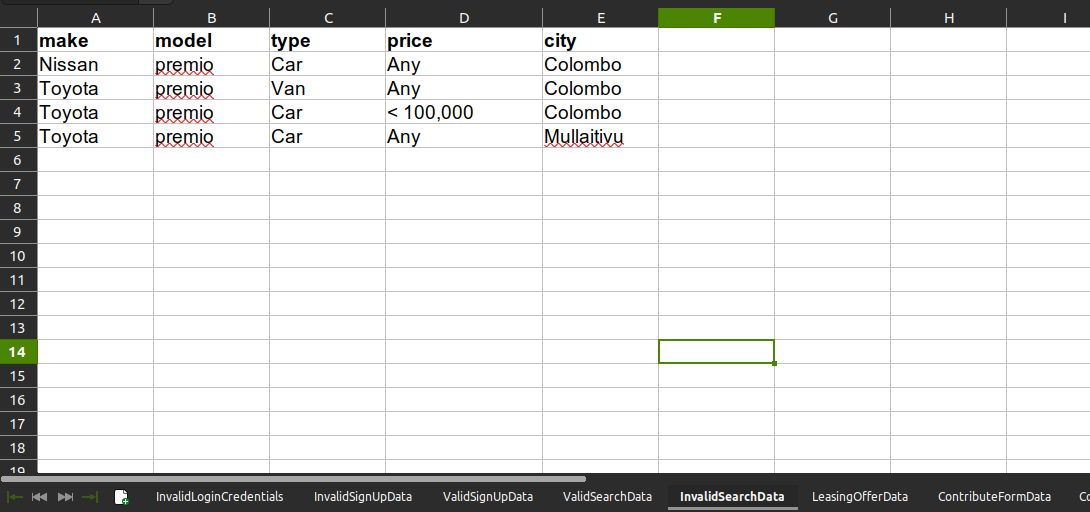 A B C D E F G H I
1 make model type price city
2 Nissan premio Car Any Colombo
3 Toyota premio Van Any Colombo
4 Toyota premio Car < 100,000 Colombo
5 Toyota premio Car Any Mullaitivu
6
7
8
9
10
11
12
13
14
15
16
17
18
19
InvalidLoginCredentials InvalidSignUpData ValidSignUpData ValidSearchData InvalidSearchData LeasingOfferData ContributeFormData